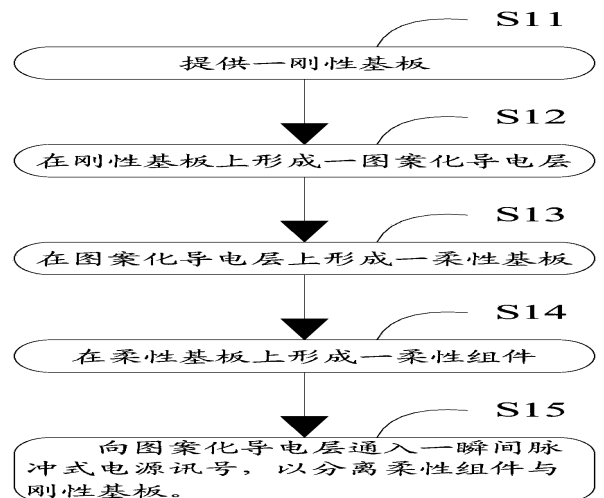 S11
提供一刚性基板
S12
在刚性基板上形成一图案化导电层
S13
在图案化导电层上形成一柔性基板
S14
在柔性基板上形成一柔性组件
S15
向图案化导电层通入一瞬间脉
冲式电源讯号，以分离柔性组件与
刚性基板。